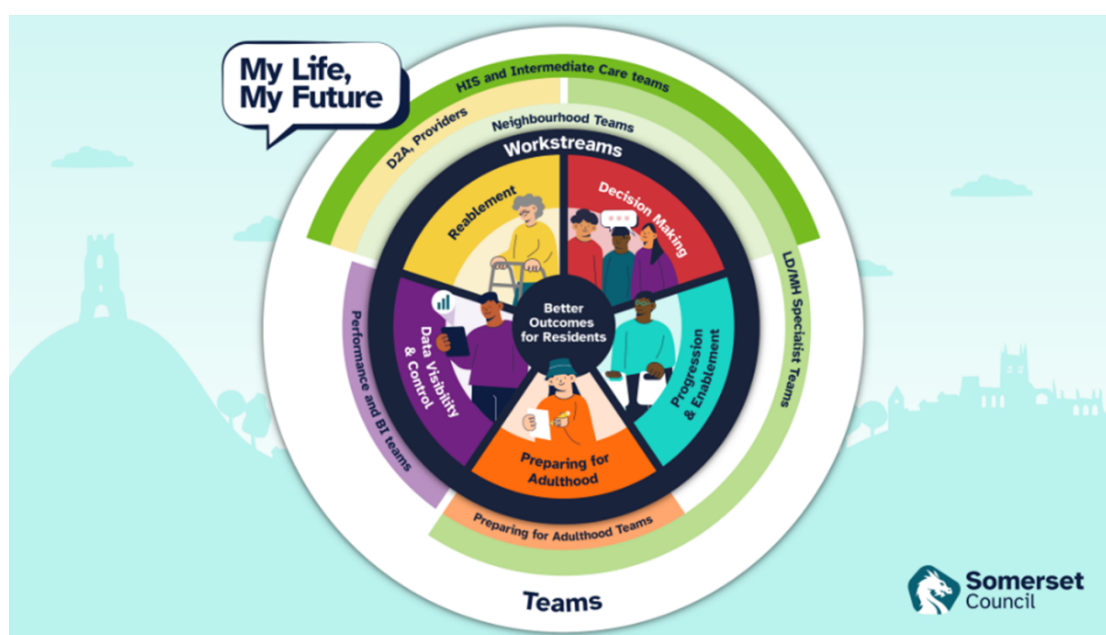 My Life,
My Future
HIS and Intermediate Care teams
D2A, Providers
Neighbourhood Teams
Workstreams
Reablement
Decision Making
LD/MH Specialist Teams
Better
Outcomes
for Residents
Data Visibility
& Control
Progression
& Enablement
Performance and BI teams
Preparing for
Adulthood
Preparing for Adulthood Teams
Teams
Somerset
Council